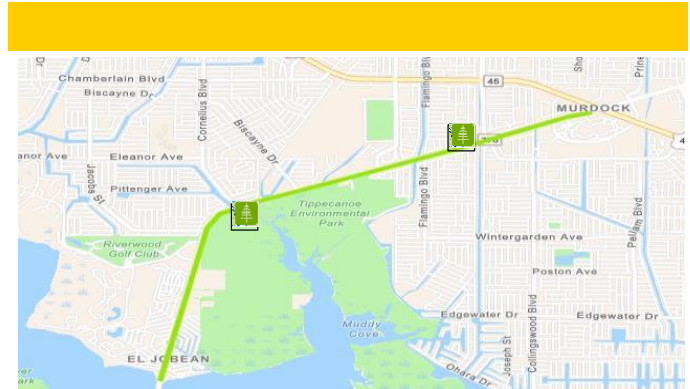 Chamberlain Blvd
Biscayne Dr
Cornelius Blvd
Biscayne Dr
Flamingo Blvd
45
MURDOCK
Eleanor Ave
Jacobs St
Pittenger Ave
Riverwood
Golf Club
Tippecanoe
Environmental
Park
Flamingo Blvd
Wintergarden Ave
Pellam Blvd
Poston Ave
Edgewater Dr
Edgewater Dr
Muddy
Cove
Collingswood Blvd
Joseph St
Ohara Dr
EL JOBEAN